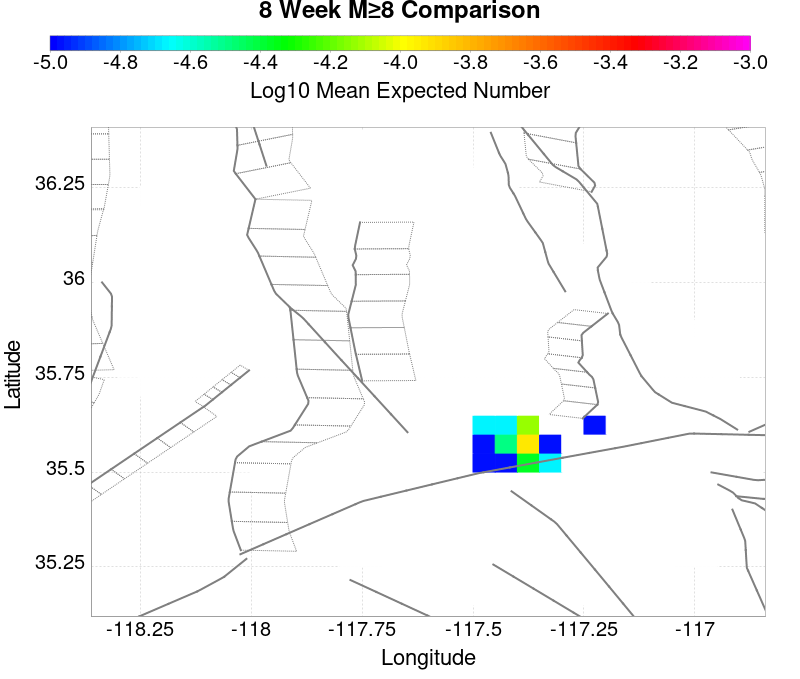 8 Week M≥8 Comparison
-5.0 -4.8 -4.6 -4.4 -4.2 -4.0 -3.8 -3.6 -3.4 -3.2 -3.0
Log10 Mean Expected Number
36.25
36
35.75
35.5
35.25
Latitude
-118.25 -118 -117.75 -117.5 -117.25 -117
Longitude